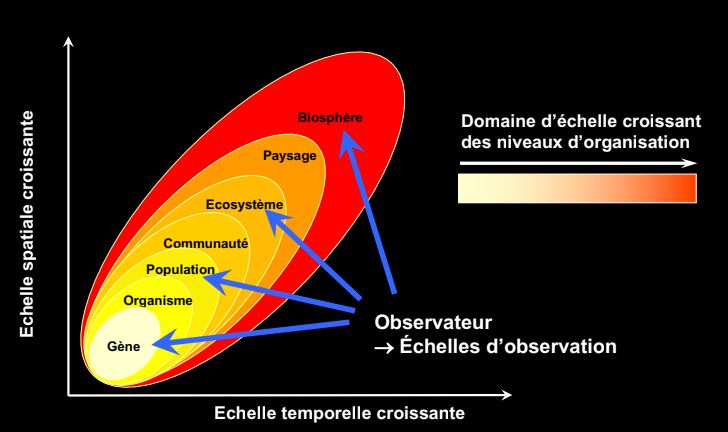 Biosphère
Domaine d'échelle croissant
des niveaux d'organisation
Paysage
Ecosystème
Communauté
Population
Organisme
Gène
Observateur
→ Échelles d'observation
Echelle spatiale croissante
Echelle temporelle croissante